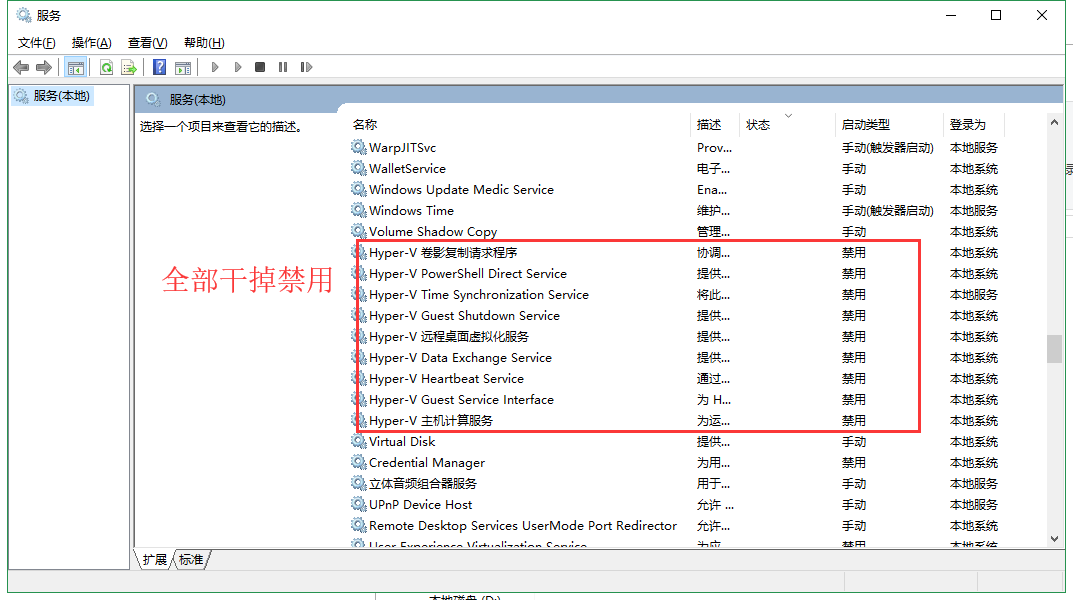 服务
文件(F) 操作(A) 查看(V) 帮助(H)
服务(本地)
服务(本地)
选择一个项目来查看它的描述。
名称 描述 状态 启动类型 登录为
WarpJITSvc Prov... 手动(触发器启动) 本地服务
WalletService 电子... 手动 本地系统
Windows Update Medic Service Ena... 手动 本地系统
Windows Time 维护... 手动(触发器启动) 本地服务
Volume Shadow Copy 管理... 手动 本地系统
Hyper-V 卷影复制请求程序 协调... 禁用 本地系统
Hyper-V PowerShell Direct Service 提供... 禁用 本地系统
Hyper-V Time Synchronization Service 将此... 禁用 本地服务
Hyper-V Guest Shutdown Service 提供... 禁用 本地系统
Hyper-V 远程桌面虚拟化服务 提供... 禁用 本地系统
Hyper-V Data Exchange Service 提供... 禁用 本地系统
Hyper-V Heartbeat Service 通过... 禁用 本地系统
Hyper-V Guest Service Interface 为 H... 禁用 本地系统
Hyper-V 主机计算服务 为运... 禁用 本地系统
Virtual Disk 提供... 手动 本地系统
Credential Manager 为用... 禁用 本地系统
立体音频组合器服务 用于... 手动 本地服务
UPnP Device Host 允许 ... 手动 本地服务
Remote Desktop Services UserMode Port Redirector 允许... 手动 本地系统
User Experience Virtualization Service 为应... 禁用 本地系统
全部干掉禁用
扩展 标准
本地磁盘 (D:)